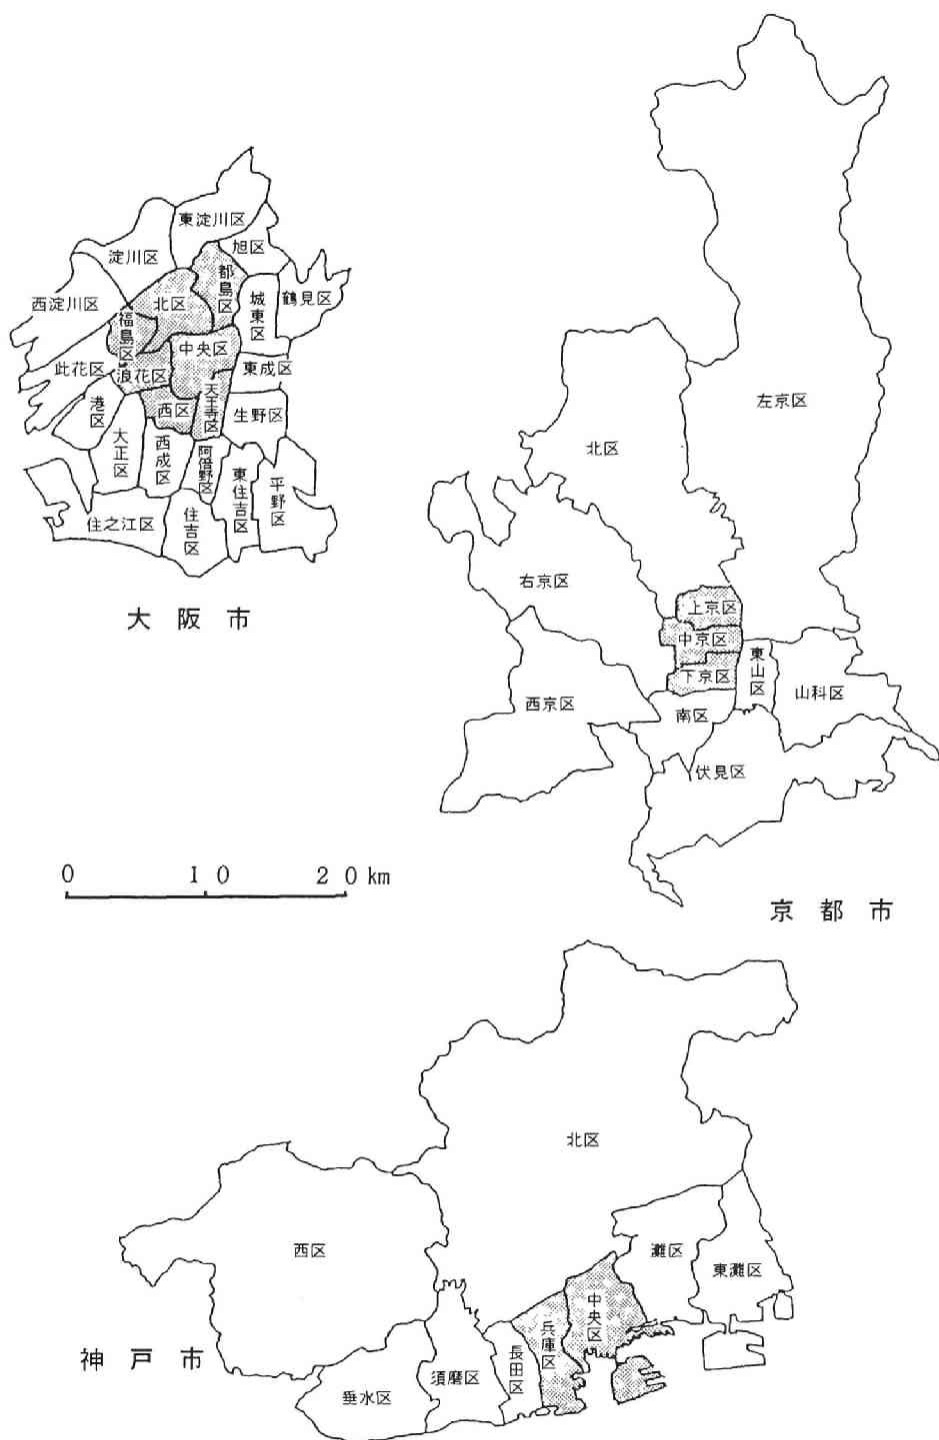 東淀川区
旭区
淀川区
都島区
鶴見区
城東区
西淀川区
北区
福島区
中央区
此花区
浪花区
東成区
港区
西区
天王寺区
生野区
大正区
西成区
阿倍野区
東住吉区
平野区
住之江区
住吉区
大阪市
左京区
北区
右京区
上京区
中京区
下京区
東山区
山科区
西京区
南区
伏見区
京都市
0 10 20km
北区
西区
灘区
東灘区
中央区
兵庫区
長田区
須磨区
垂水区
神戸市